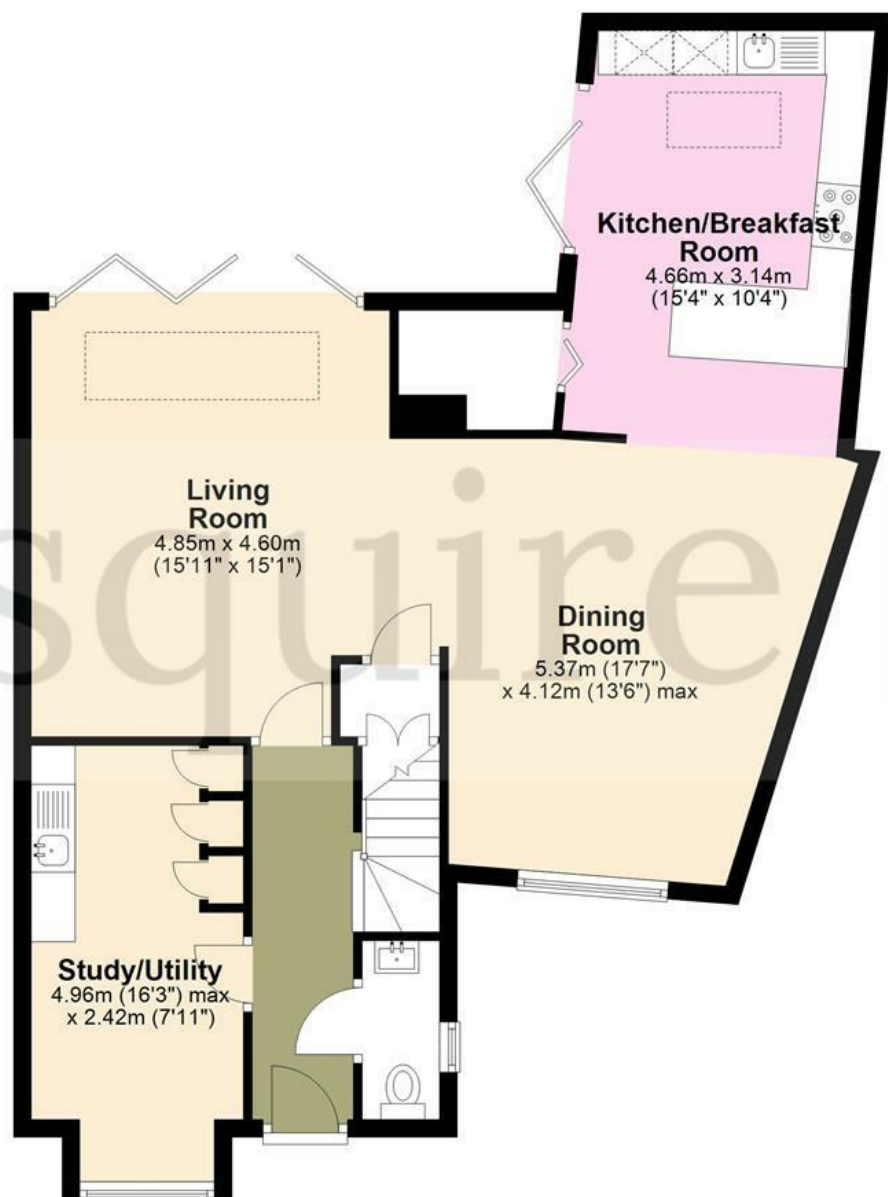 Kitchen/Breakfast
Room
4.66m x 3.14m
(15'4" x 10'4")
Living
Room
4.85m x 4.60m
(15'11" x 15'1")
squire
Dining
Room
5.37m (17'7")
x 4.12m (13'6") max
Study/Utility
4.96m (16'3") max
x 2.42m (7'11")